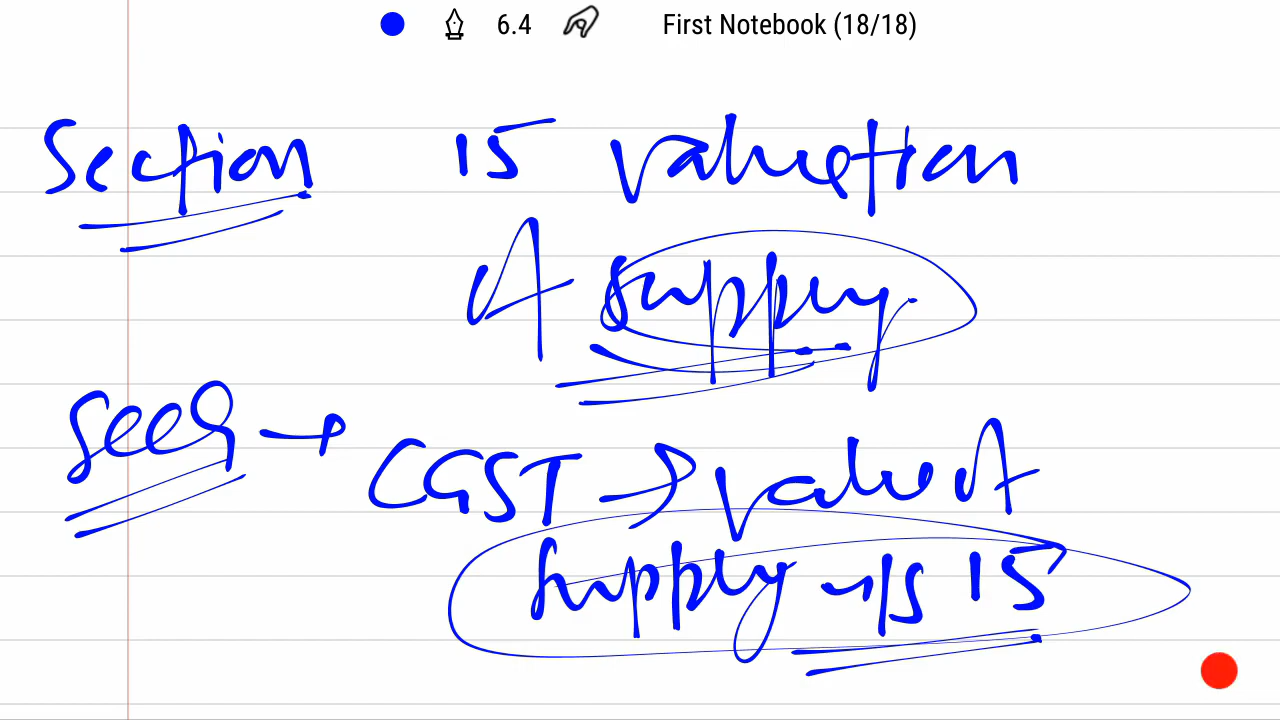 6.4 First Notebook (18/18)
Section 15 valuation
of supply
Sec 9 → CGST → value of
supply u/s 15